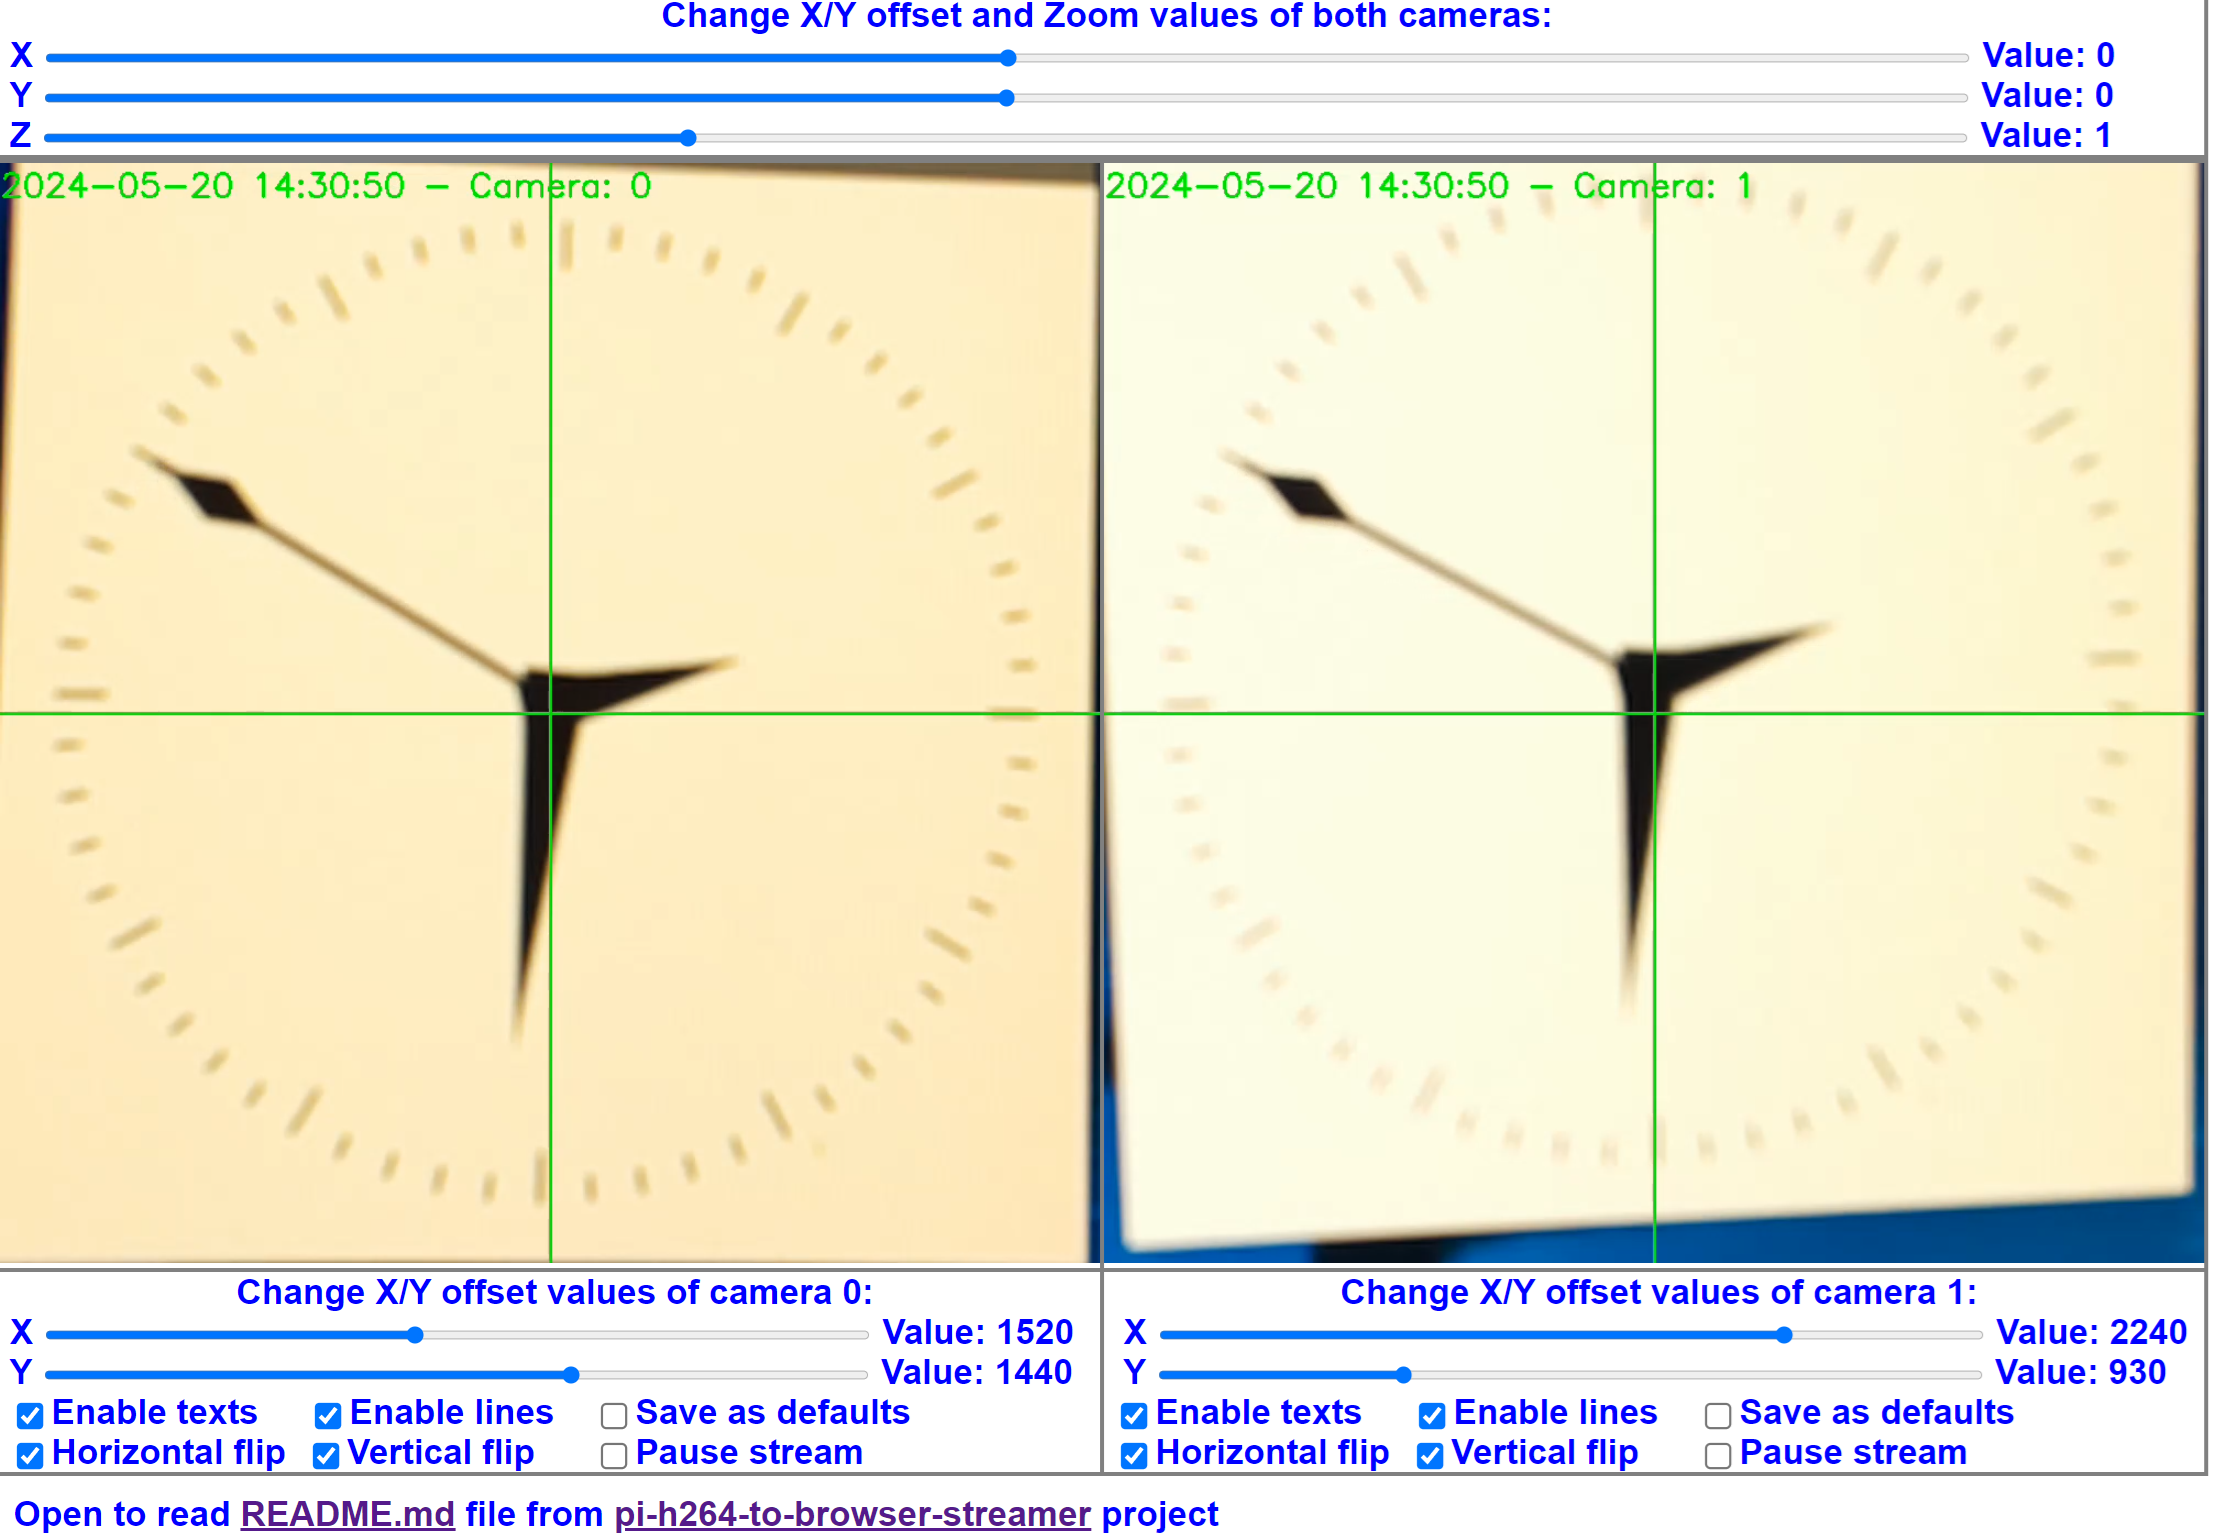 Change X/Y offset and Zoom values of both cameras:
X Value: 0
Y Value: 0
Z Value: 1
2024-05-20 14:30:50 - Camera: 0
2024-05-20 14:30:50 - Camera: 1
Change X/Y offset values of camera 0:
X Value: 1520
Y Value: 1440
Enable texts Enable lines Save as defaults
Horizontal flip Vertical flip Pause stream
Change X/Y offset values of camera 1:
X Value: 2240
Y Value: 930
Enable texts Enable lines Save as defaults
Horizontal flip Vertical flip Pause stream
Open to read README.md file from pi-h264-to-browser-streamer project